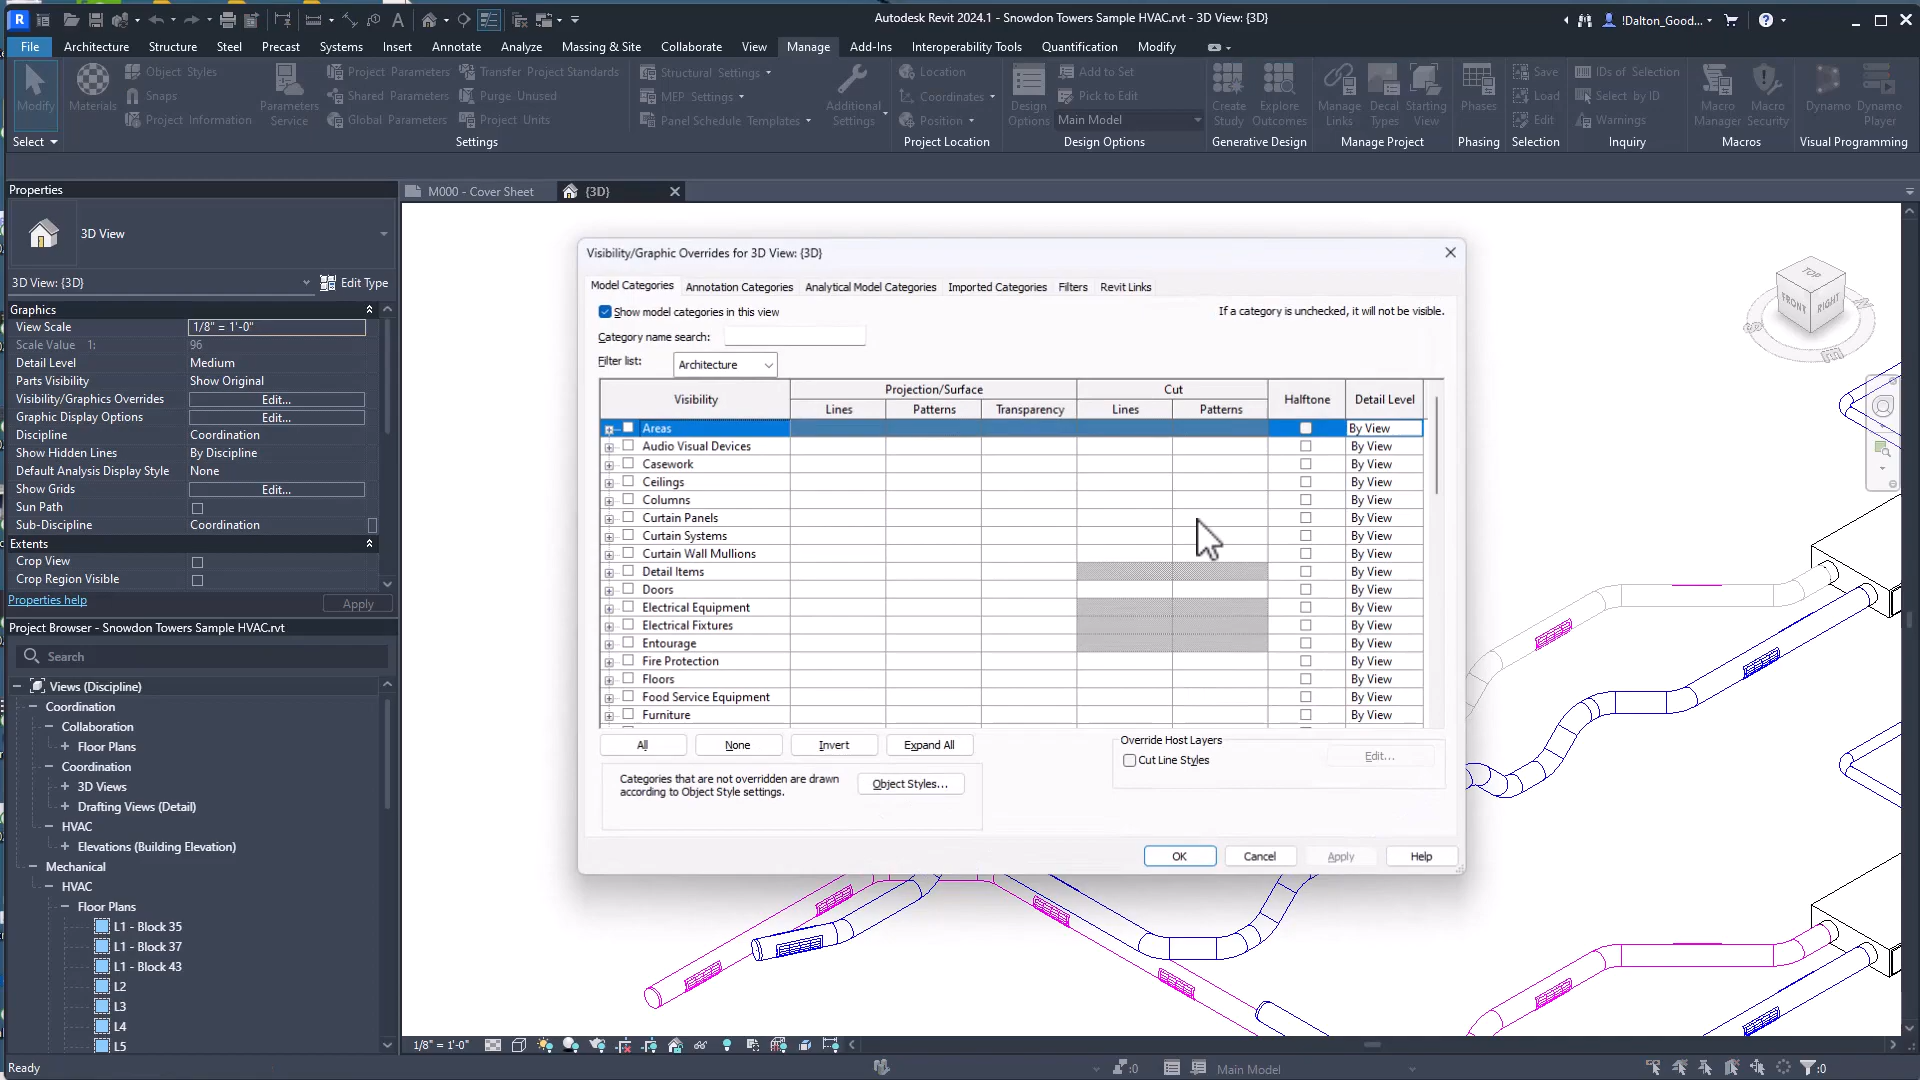 R
Autodesk Revit 2024.1 - Snowdon Towers Sample HVAC.rvt - 3D View: {3D}
!Dalton_Good...
File Architecture Structure Steel Precast Systems Insert Annotate Analyze Massing & Site Collaborate View Manage Add-Ins Interoperability Tools Quantification Modify
Modify
Materials
Object Styles
Snaps
Project Information
Parameters Service
Project Parameters
Shared Parameters
Global Parameters
Transfer Project Standards
Purge Unused
Project Units
Structural Settings
MEP Settings
Panel Schedule Templates
Additional Settings
Location
Coordinates
Position
Design Options
Add to Set
Pick to Edit
Main Model
Create Study
Explore Outcomes
Manage Links
Decal Types
Starting View
Phases
Save
Load
Edit
IDs of Selection
Select by ID
Warnings
Macro Manager
Macro Security
Dynamo
Dynamo Player
Select
Settings
Project Location
Design Options
Generative Design
Manage Project
Phasing
Selection
Inquiry
Macros
Visual Programming
Properties
M000 - Cover Sheet
{3D}
3D View
3D View: {3D}
Edit Type
Graphics
View Scale 1/8" = 1'-0"
Scale Value 1: 96
Detail Level Medium
Parts Visibility Show Original
Visibility/Graphics Overrides Edit...
Graphic Display Options Edit...
Discipline Coordination
Show Hidden Lines By Discipline
Default Analysis Display Style None
Show Grids Edit...
Sun Path
Sub-Discipline Coordination
Extents
Crop View
Crop Region Visible
Properties help
Apply
Project Browser - Snowdon Towers Sample HVAC.rvt
Search
Views (Discipline)
Coordination
Collaboration
Floor Plans
Coordination
3D Views
Drafting Views (Detail)
HVAC
Elevations (Building Elevation)
Mechanical
HVAC
Floor Plans
L1 - Block 35
L1 - Block 37
L1 - Block 43
L2
L3
L4
L5
Visibility/Graphic Overrides for 3D View: {3D}
Model Categories Annotation Categories Analytical Model Categories Imported Categories Filters Revit Links
Show model categories in this view
If a category is unchecked, it will not be visible.
Category name search:
Filter list: Architecture
Visibility
Projection/Surface
Cut
Halftone
Detail Level
Lines Patterns Transparency Lines Patterns
Areas By View
Audio Visual Devices By View
Casework By View
Ceilings By View
Columns By View
Curtain Panels By View
Curtain Systems By View
Curtain Wall Mullions By View
Detail Items By View
Doors By View
Electrical Equipment By View
Electrical Fixtures By View
Entourage By View
Fire Protection By View
Floors By View
Food Service Equipment By View
Furniture By View
All None Invert Expand All
Override Host Layers
Cut Line Styles
Edit...
Categories that are not overridden are drawn
according to Object Style settings.
Object Styles...
OK Cancel Apply Help
TOP
FRONT
RIGHT
1/8" = 1'-0"
Ready
:0
Main Model
:0